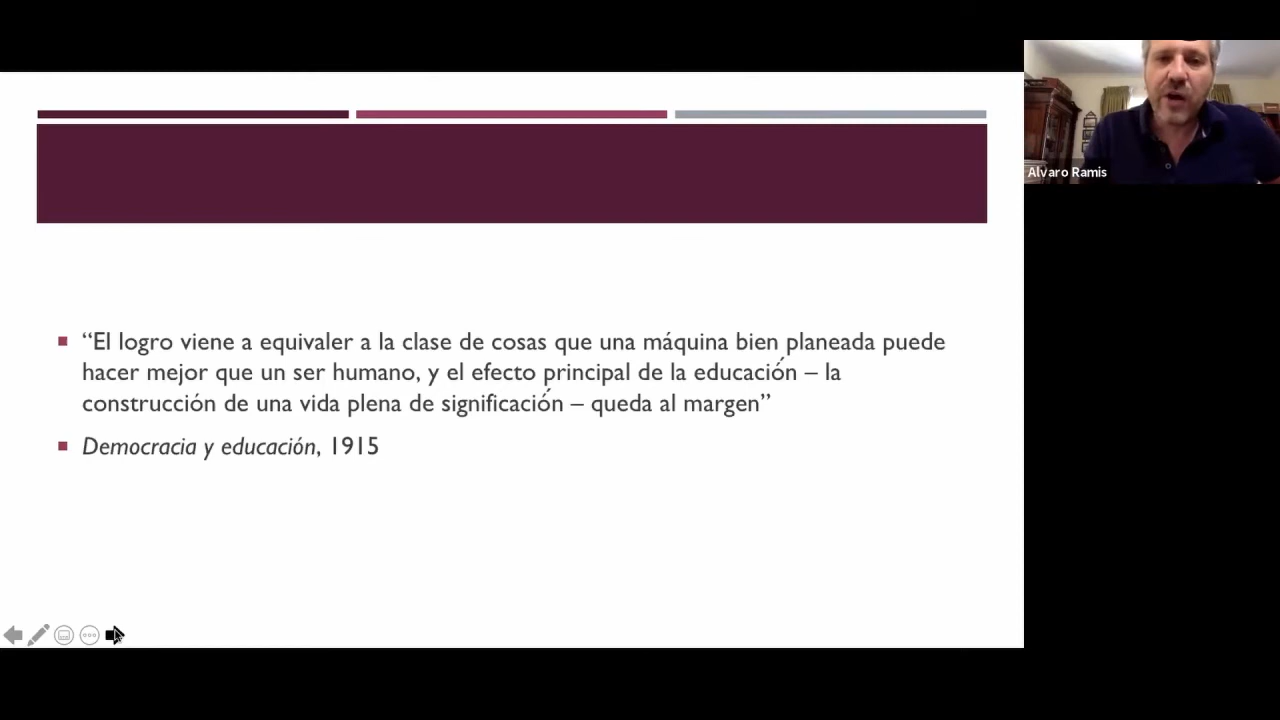 “El logro viene a equivaler a la clase de cosas que una máquina bien planeada puede
hacer mejor que un ser humano, y el efecto principal de la educación – la
construcción de una vida plena de significación – queda al margen”
Democracia y educación, 1915
Alvaro Ramis